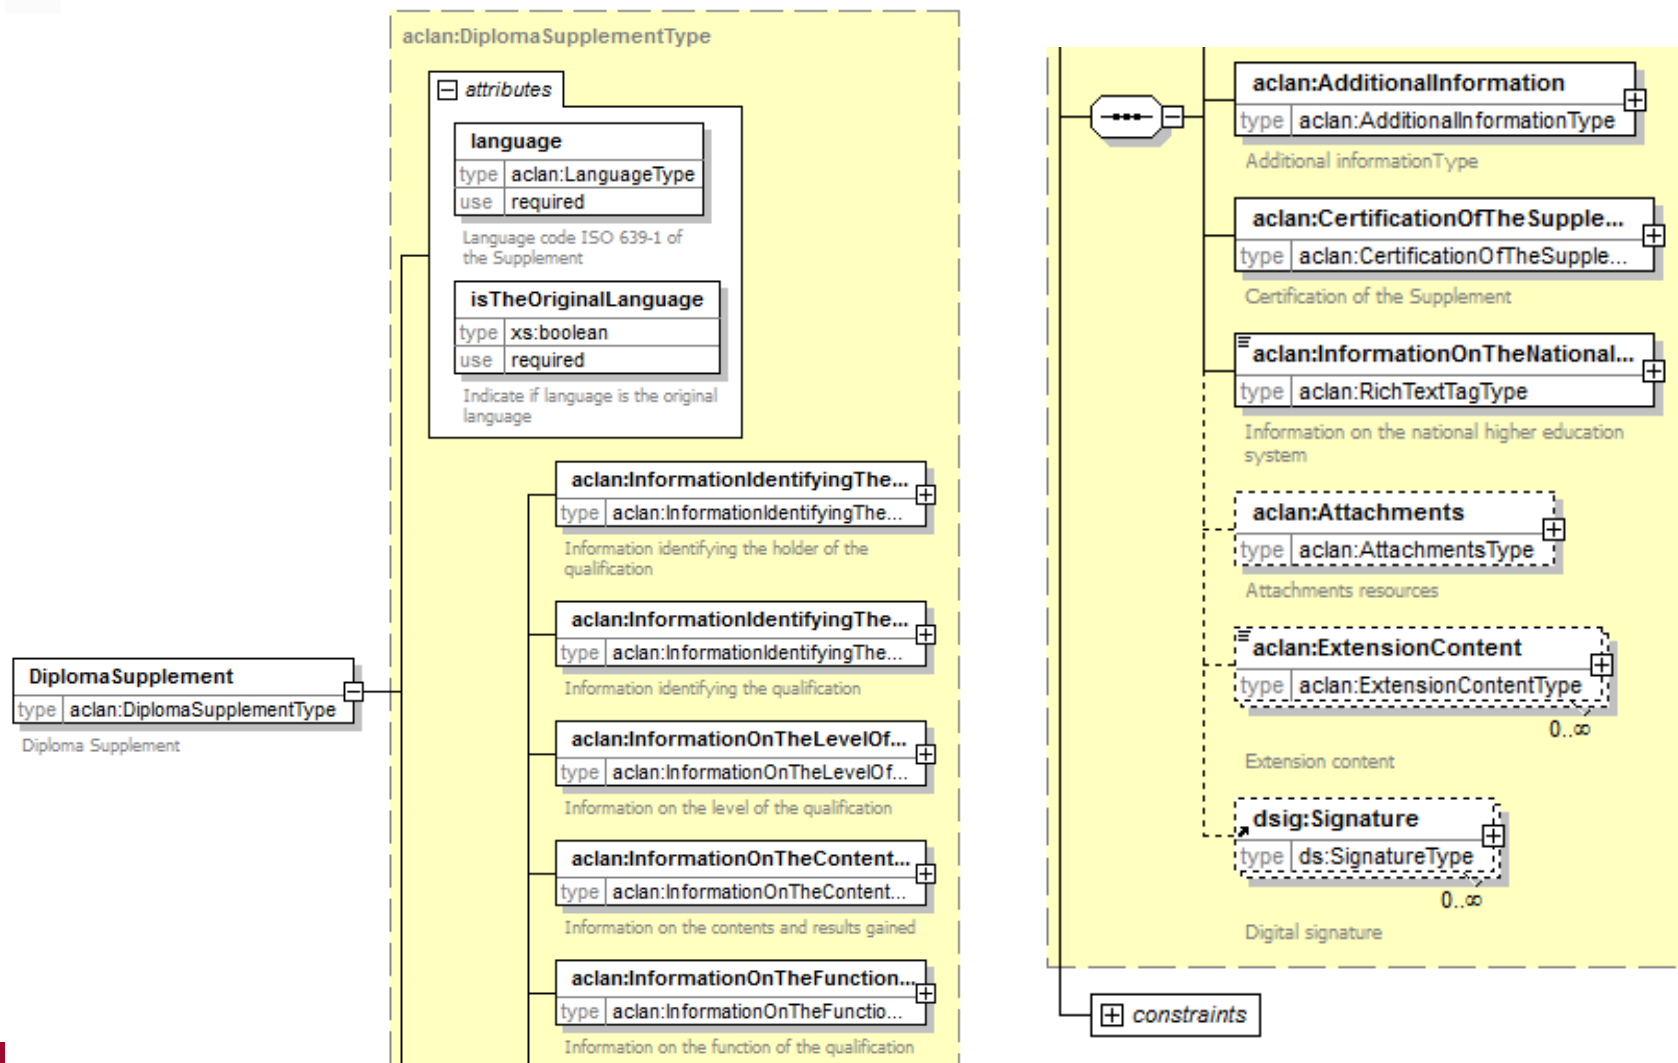 aclan:DiplomaSupplementType
attributes
language
type aclan:LanguageType
use required
Language code ISO 639-1 of
the Supplement
isTheOriginalLanguage
type xs:boolean
use required
Indicate if language is the original
language
aclan:InformationIdentifyingThe...
type aclan:InformationIdentifyingThe...
Information identifying the holder of the
qualification
aclan:InformationIdentifyingThe...
type aclan:InformationIdentifyingThe...
Information identifying the qualification
DiplomaSupplement
type aclan:DiplomaSupplementType
Diploma Supplement
aclan:InformationOnTheLevelOf...
type aclan:InformationOnTheLevelOf...
Information on the level of the qualification
aclan:InformationOnTheContent...
type aclan:InformationOnTheContent...
Information on the contents and results gained
aclan:InformationOnTheFunction...
type aclan:InformationOnTheFunctio...
Information on the function of the qualification
aclan:AdditionalInformation
type aclan:AdditionalInformationType
Additional informationType
aclan:CertificationOfTheSupple...
type aclan:CertificationOfTheSupple...
Certification of the Supplement
aclan:InformationOnTheNational...
type aclan:RichTextTagType
Information on the national higher education
system
aclan:Attachments
type aclan:AttachmentsType
Attachments resources
aclan:ExtensionContent
type aclan:ExtensionContentType
0..∞
Extension content
dsig:Signature
type ds:SignatureType
0..∞
Digital signature
constraints